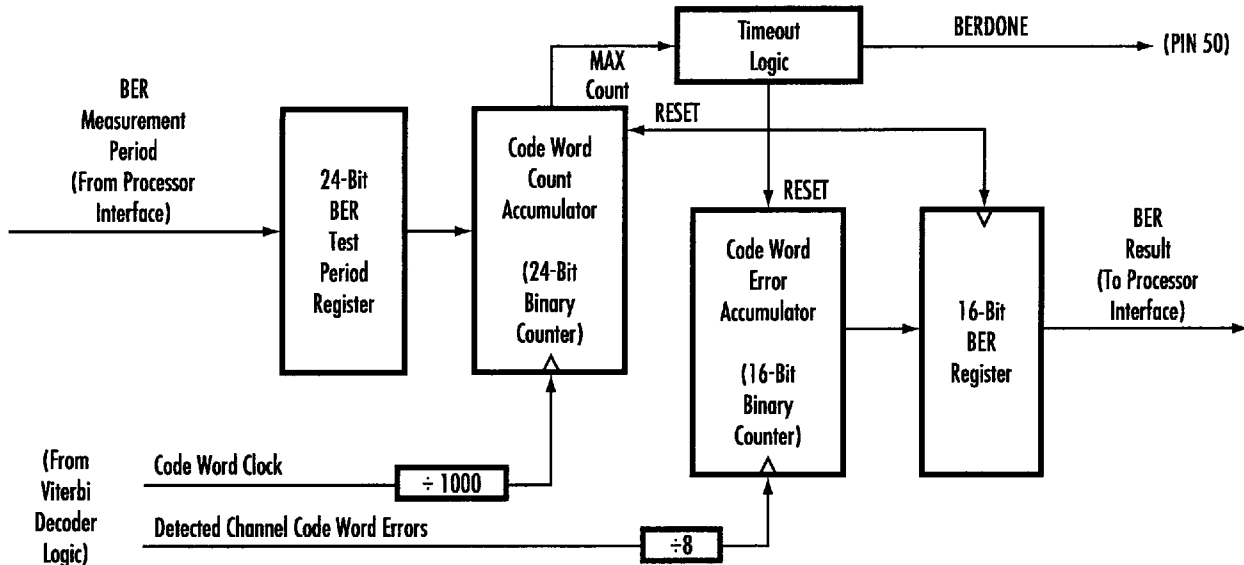 Timeout
Logic
BERDONE
(PIN 50)
MAX
Count
RESET
BER
Measurement
Period
(From Processor
Interface)
24-Bit
BER
Test
Period
Register
Code Word
Count
Accumulator
(24-Bit
Binary
Counter)
RESET
Code Word
Error
Accumulator
(16-Bit
Binary
Counter)
16-Bit
BER
Register
BER
Result
(To Processor
Interface)
(From
Viterbi
Decoder
Logic)
Code Word Clock
÷ 1000
Detected Channel Code Word Errors
÷8